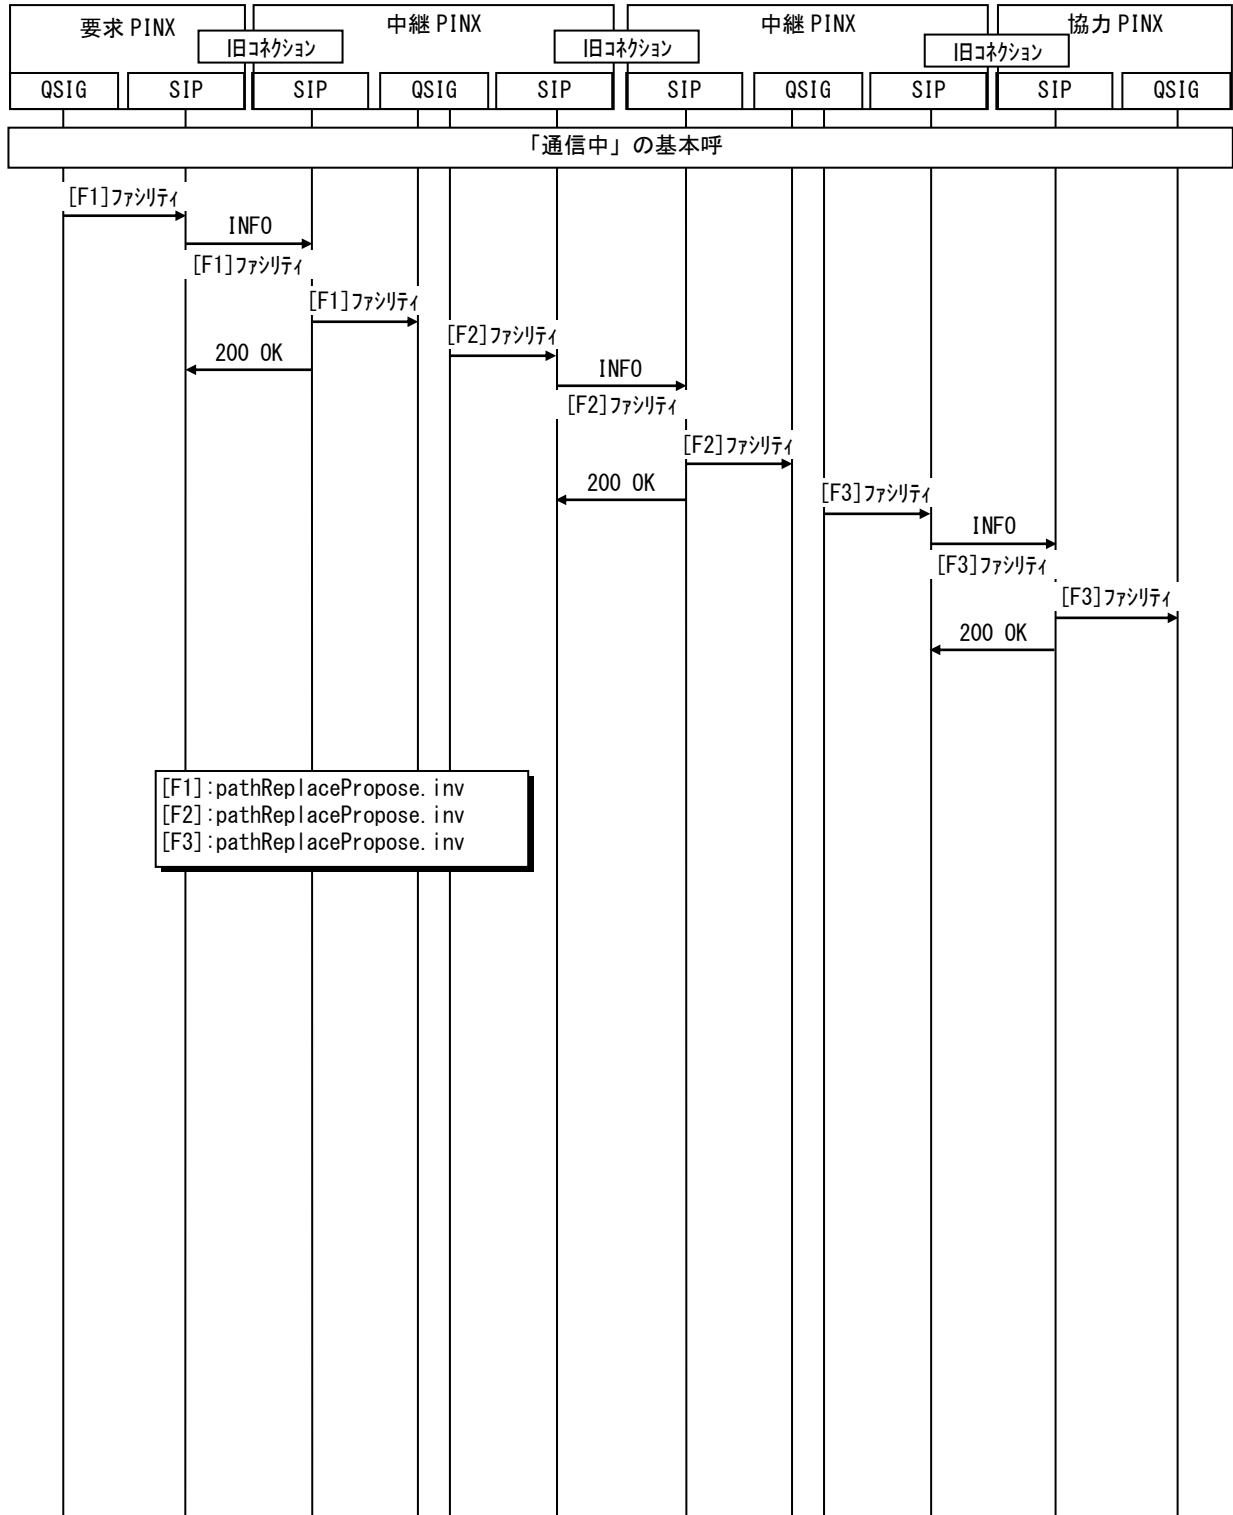 要求 PINX
中継 PINX
中継 PINX
協力 PINX
旧ｺﾈｸｼｮﾝ
旧ｺﾈｸｼｮﾝ
旧ｺﾈｸｼｮﾝ
QSIG
SIP
SIP
QSIG
SIP
SIP
QSIG
SIP
SIP
QSIG
「通信中」の基本呼
[F1]ﾌｧｼﾘﾃｨ
INFO
[F1]ﾌｧｼﾘﾃｨ
[F1]ﾌｧｼﾘﾃｨ
200 OK
[F2]ﾌｧｼﾘﾃｨ
INFO
[F2]ﾌｧｼﾘﾃｨ
[F2]ﾌｧｼﾘﾃｨ
200 OK
[F3]ﾌｧｼﾘﾃｨ
INFO
[F3]ﾌｧｼﾘﾃｨ
[F3]ﾌｧｼﾘﾃｨ
200 OK
[F1]:pathReplacePropose.inv
[F2]:pathReplacePropose.inv
[F3]:pathReplacePropose.inv